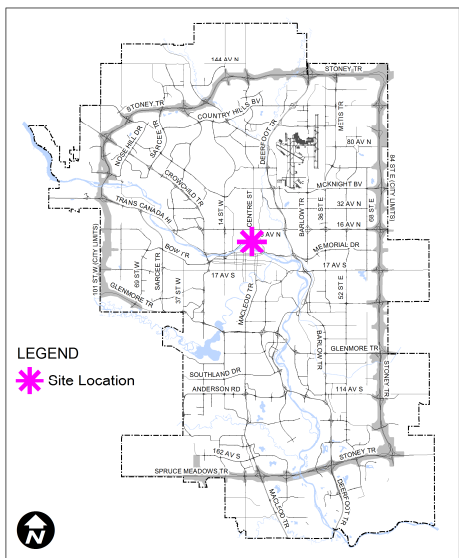 144 AV N
STONEY TR
STONEY TR
COUNTRY HILLS BV
METIS TR
NOSE HILL DR
SARCEE TR
DEERFOOT TR
80 AV N
CROWCHILD TR
MCKNIGHT BV
84 ST E (CITY LIMITS)
TRANS CANADA HI
14 ST W
CENTRE ST
BARLOW TR
36 ST E
32 AV N
68 ST E
16 AV N
AV N
101 ST W (CITY LIMITS)
BOW TR
MEMORIAL DR
69 ST W
SARCEE TR
37 ST W
17 AV S
17 AV S
52 ST E
GLENMORE TR
MACLEOD TR
LEGEND
Site Location
BARLOW TR
GLENMORE TR
SOUTHLAND DR
ANDERSON RD
114 AV S
STONEY TR
162 AV S
STONEY TR
SPRUCE MEADOWS TR
MACLEOD TR
DEERFOOT TR
N